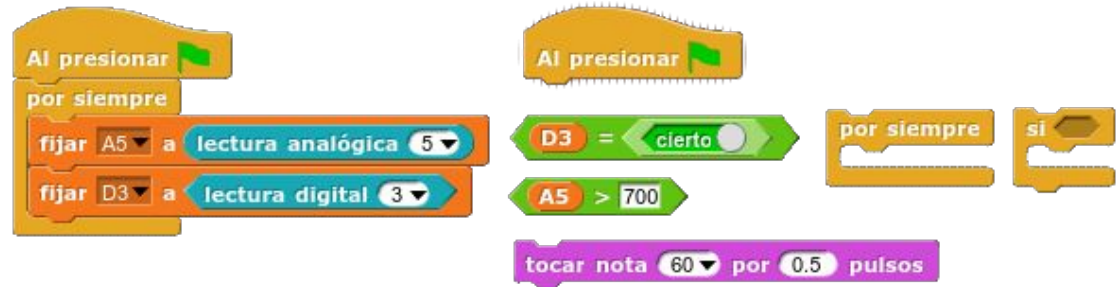 Al presionar
por siempre
fijar A5 a lectura analógica 5
fijar D3 a lectura digital 3
Al presionar
D3 = cierto
A5 > 700
tocar nota 60 por 0.5 pulsos
por siempre
si